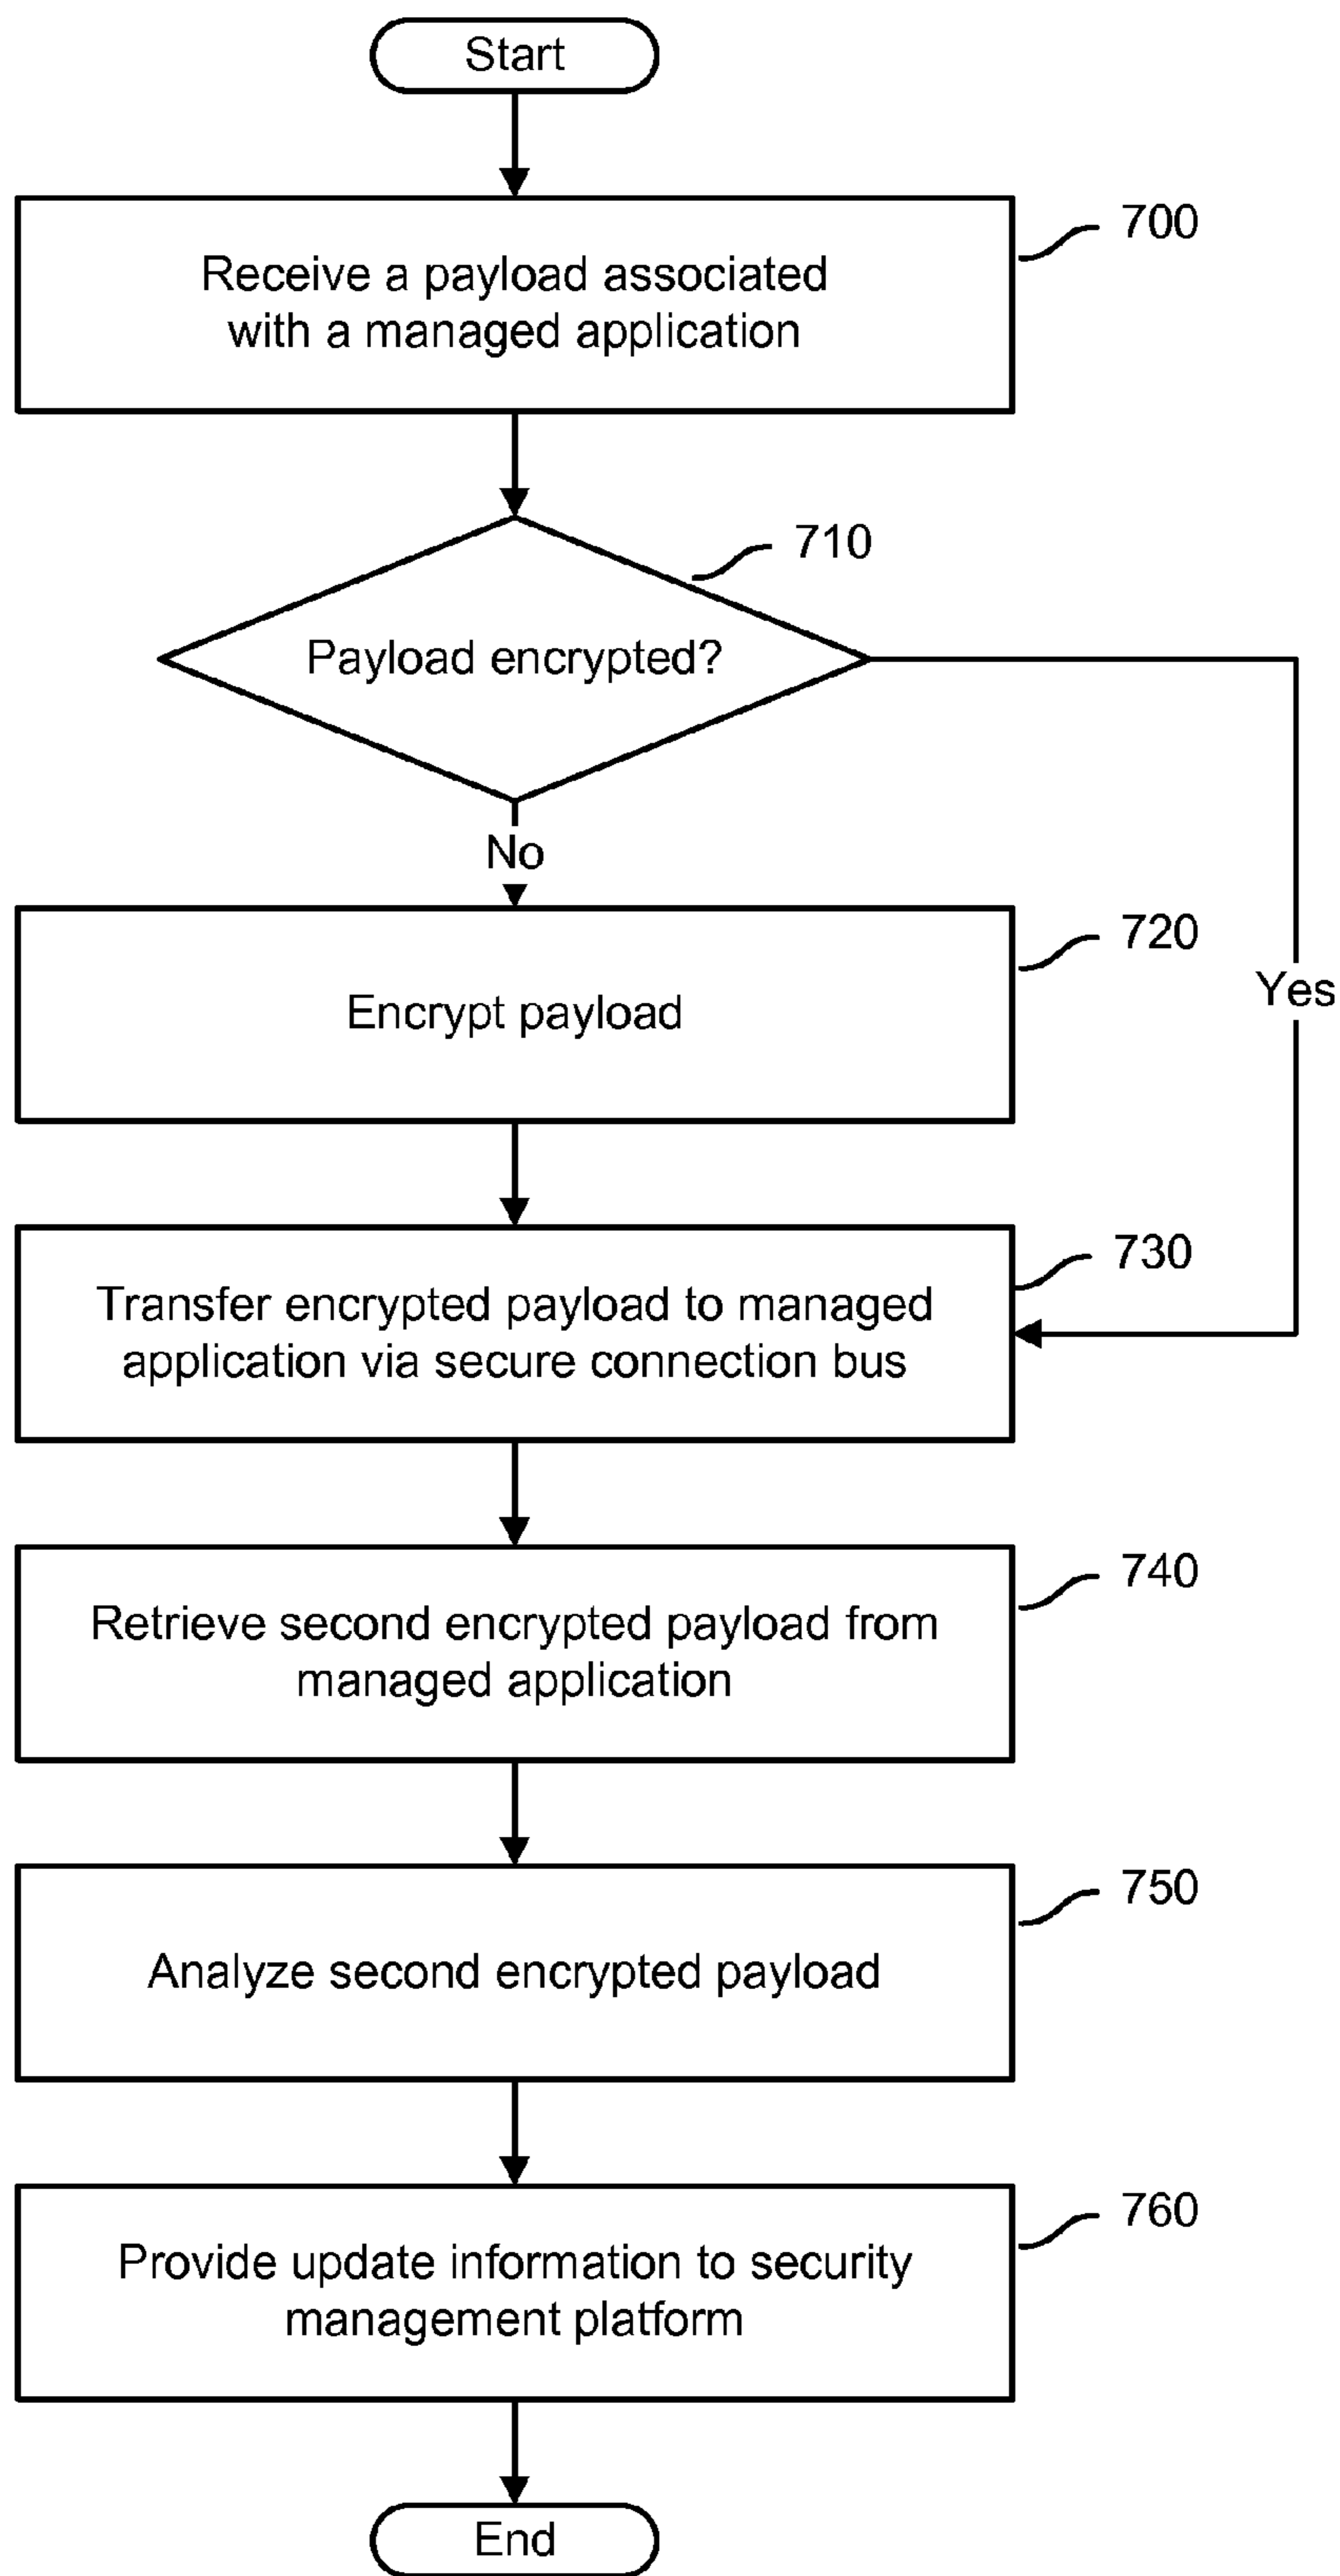 Start
700
Receive a payload associated
with a managed application
710
Payload encrypted?
No
720
Yes
Encrypt payload
730
Transfer encrypted payload to managed
application via secure connection bus
740
Retrieve second encrypted payload from
managed application
750
Analyze second encrypted payload
760
Provide update information to security
management platform
End